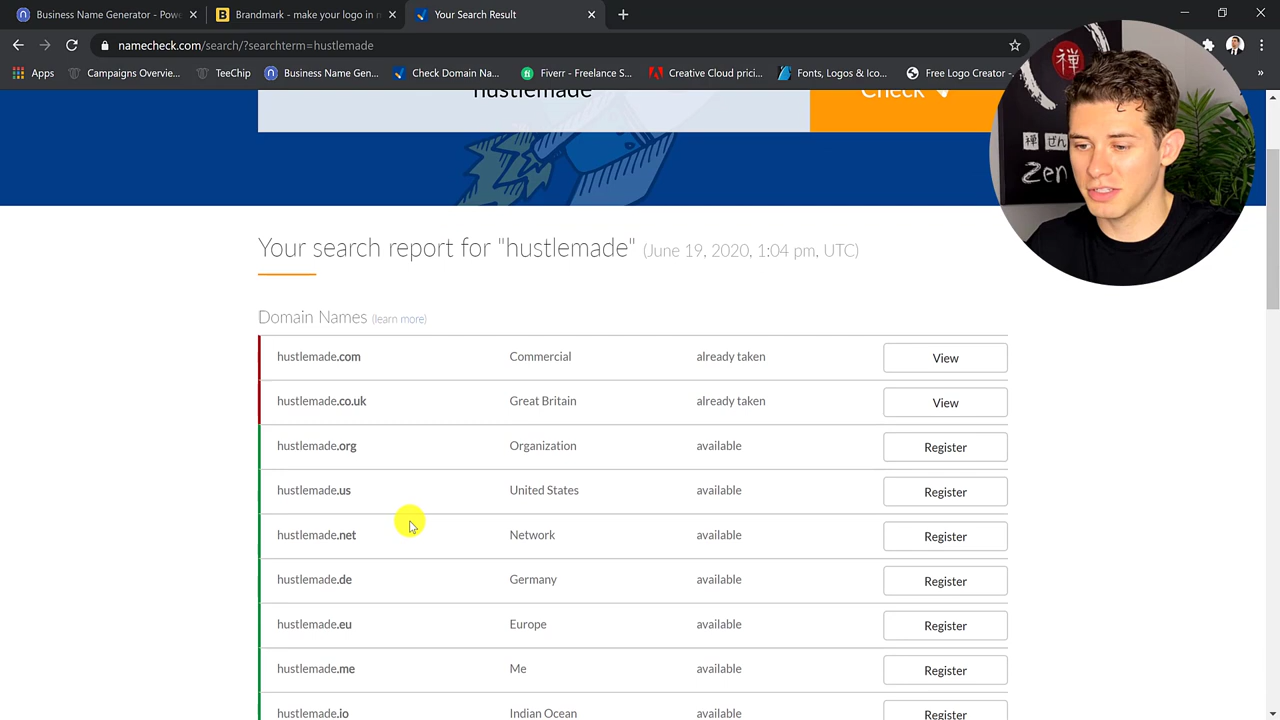 Business Name Generator - Pow
Brandmark - make your logo in m
Your Search Result
namecheck.com/search/?searchterm=hustlemade
Apps
Campaigns Overvie...
TeeChip
Business Name Gen...
Check Domain Na...
Fiverr - Freelance S...
Creative Cloud prici...
Fonts, Logos & Ico...
Free Logo Creator -
hustlemade
Check
禅
禅 ぜん
Zen
Your search report for "hustlemade" (June 19, 2020, 1:04 pm, UTC)
Domain Names (learn more)
hustlemade.com Commercial already taken View
hustlemade.co.uk Great Britain already taken View
hustlemade.org Organization available Register
hustlemade.us United States available Register
hustlemade.net Network available Register
hustlemade.de Germany available Register
hustlemade.eu Europe available Register
hustlemade.me Me available Register
hustlemade.io Indian Ocean available Register